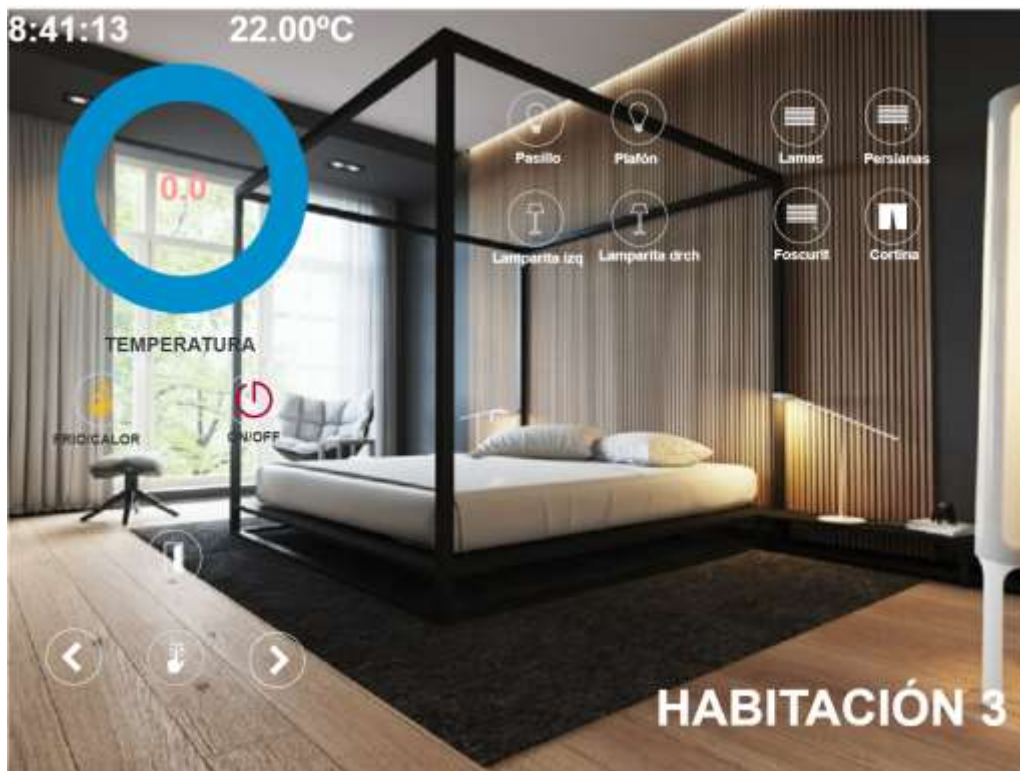 8:41:13 22.00ºC
0.0
Pasillo Plafón Lamas Persianas
Lamparita izq Lamparita drch Foscurit Cortina
TEMPERATURA
FRIO/CALOR ON/OFF
HABITACIÓN 3